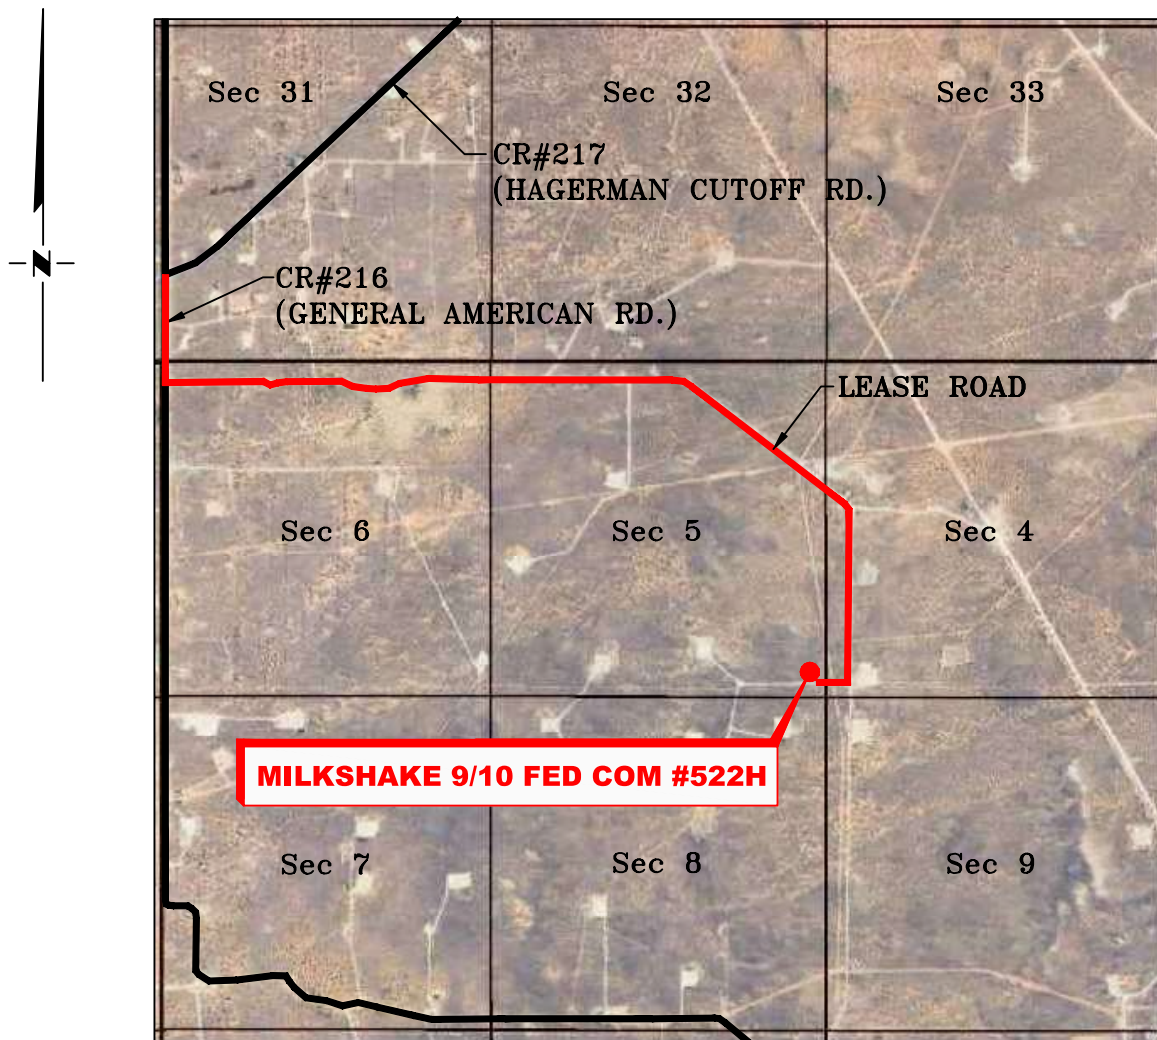 Sec 31
Sec 32
Sec 33
CR#217
(HAGERMAN CUTOFF RD.)
N
CR#216
(GENERAL AMERICAN RD.)
LEASE ROAD
Sec 6
Sec 5
Sec 4
MILKSHAKE 9/10 FED COM #522H
Sec 7
Sec 8
Sec 9